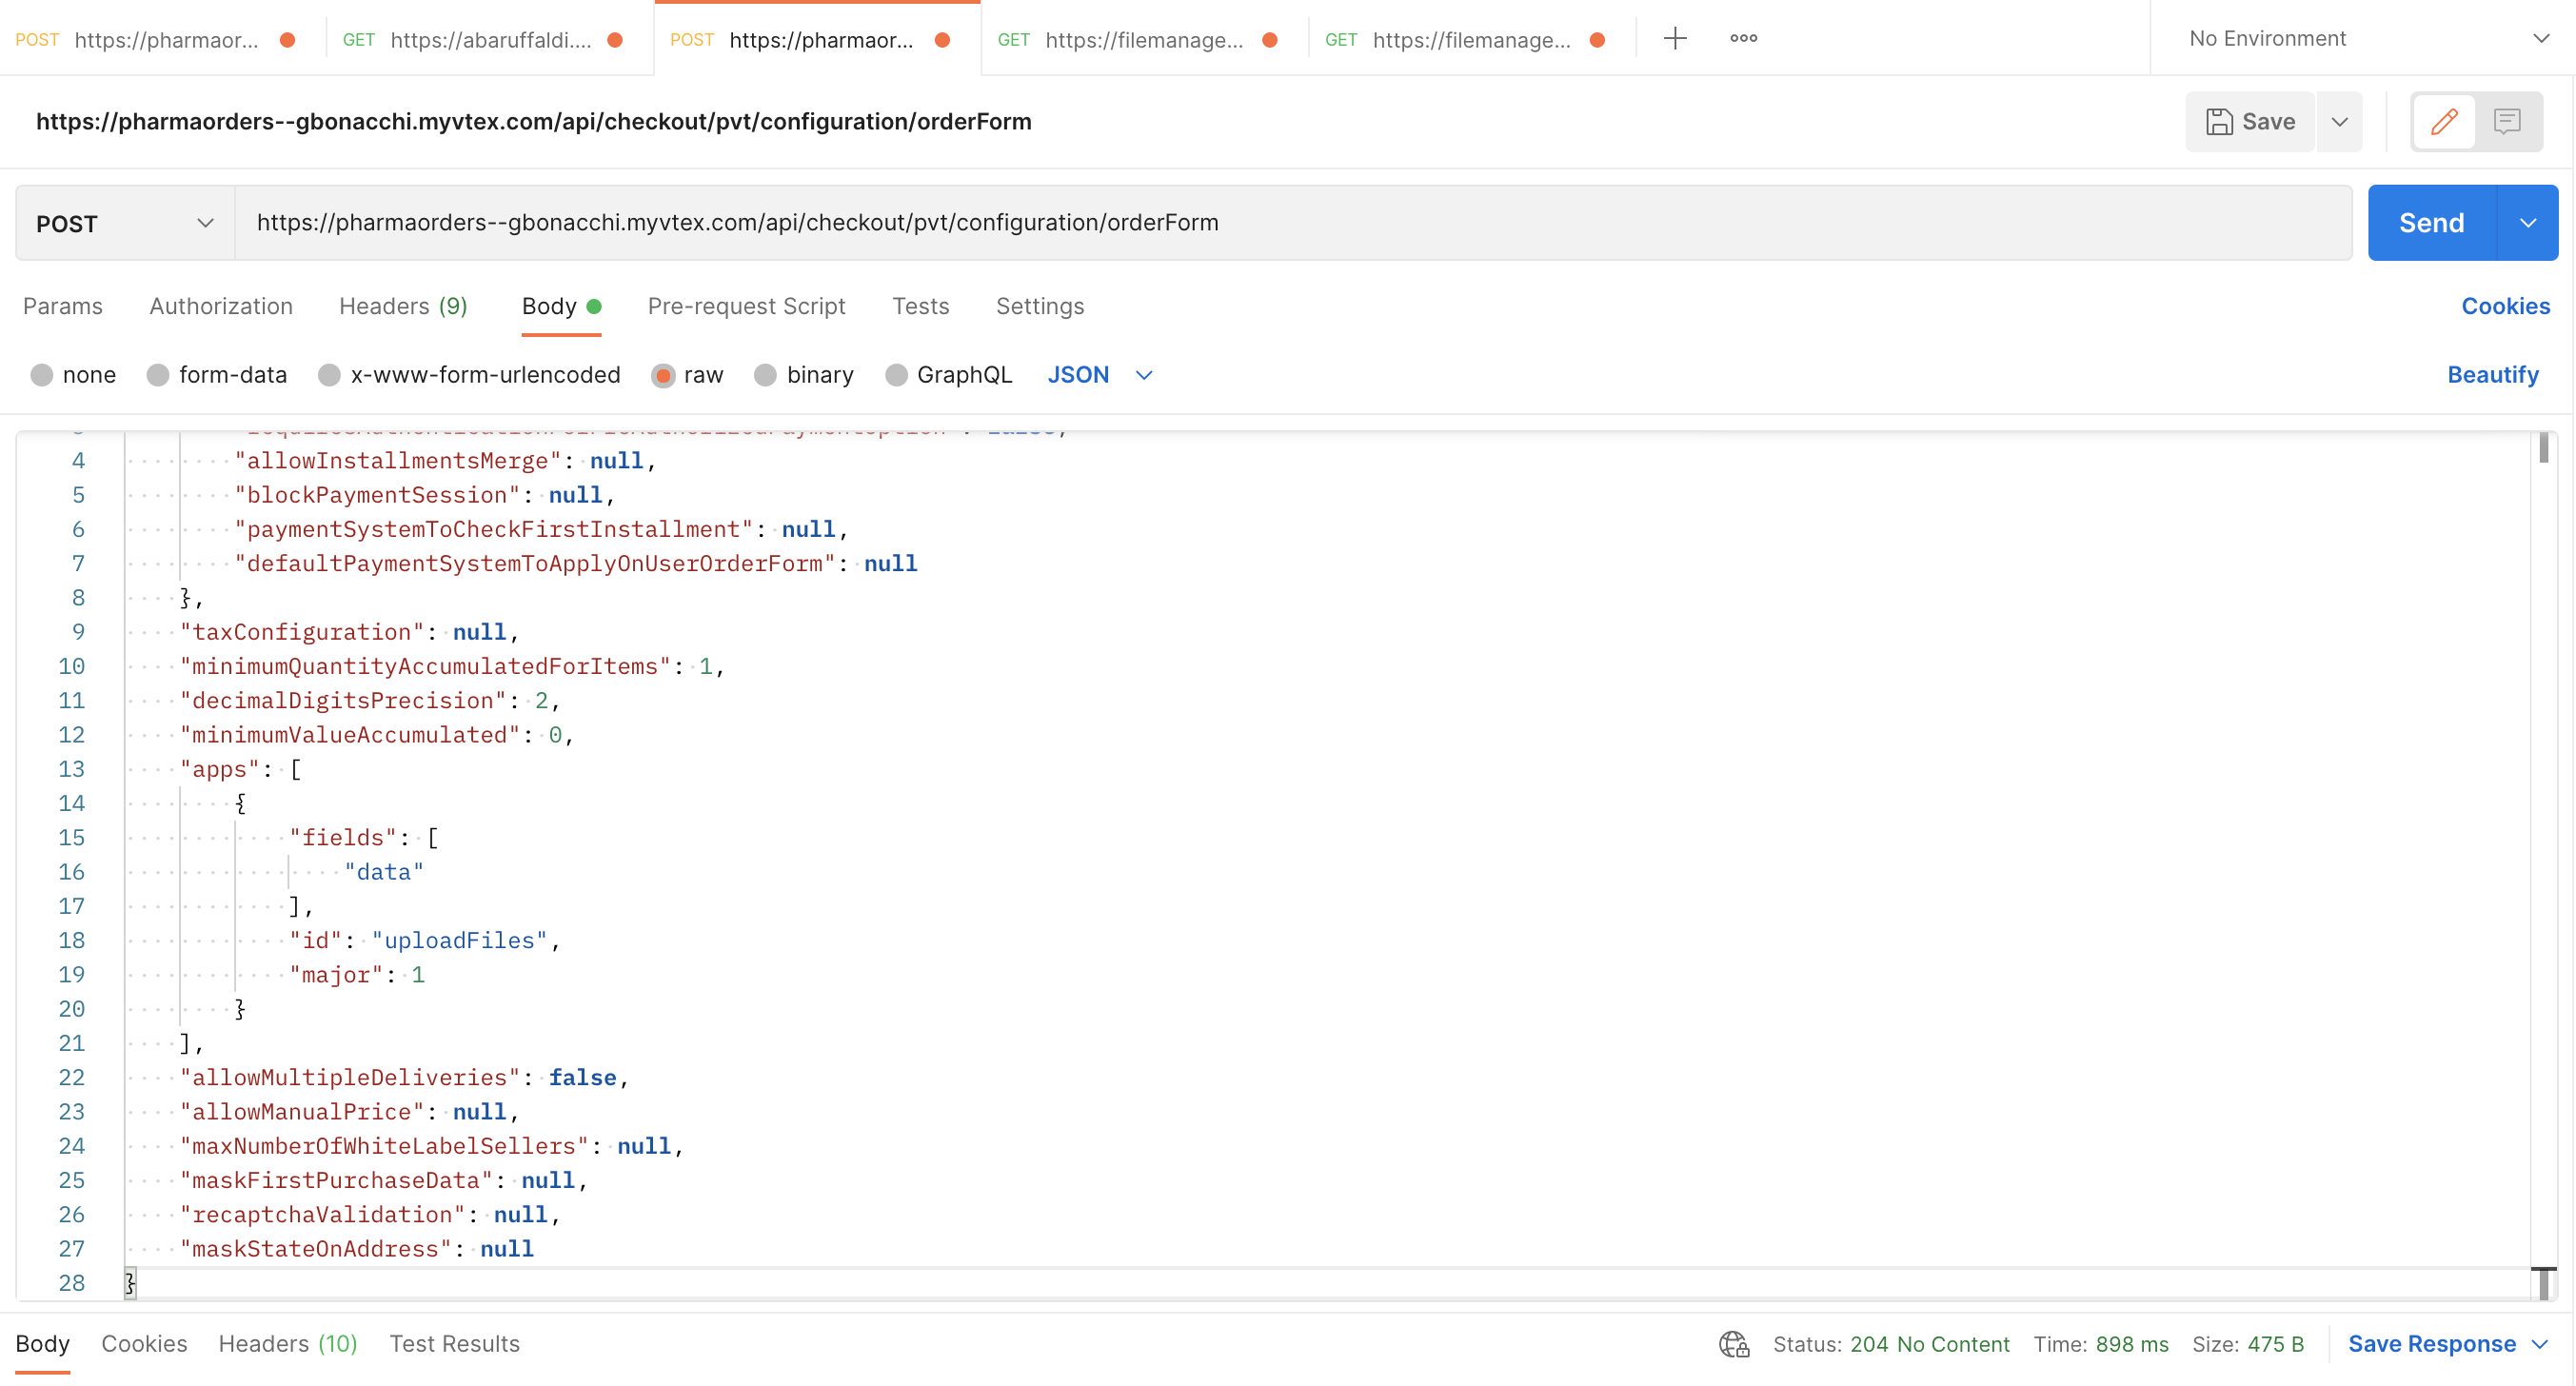 POST https://pharmaor... GET https://abaruffaldi.... POST https://pharmaor... GET https://filemanage... GET https://filemanage... No Environment
https://pharmaorders--gbonacchi.myvtex.com/api/checkout/pvt/configuration/orderForm Save
POST https://pharmaorders--gbonacchi.myvtex.com/api/checkout/pvt/configuration/orderForm Send
Params Authorization Headers (9) Body Pre-request Script Tests Settings Cookies
none form-data x-www-form-urlencoded raw binary GraphQL JSON Beautify
4 "allowInstallmentsMerge": null,
5 "blockPaymentSession": null,
6 "paymentSystemToCheckFirstInstallment": null,
7 "defaultPaymentSystemToApplyOnUserOrderForm": null
8 },
9 "taxConfiguration": null,
10 "minimumQuantityAccumulatedForItems": 1,
11 "decimalDigitsPrecision": 2,
12 "minimumValueAccumulated": 0,
13 "apps": [
14 {
15 "fields": [
16 "data"
17 ],
18 "id": "uploadFiles",
19 "major": 1
20 }
21 ],
22 "allowMultipleDeliveries": false,
23 "allowManualPrice": null,
24 "maxNumberOfWhiteLabelSellers": null,
25 "maskFirstPurchaseData": null,
26 "recaptchaValidation": null,
27 "maskStateOnAddress": null
28 }
Body Cookies Headers (10) Test Results Status: 204 No Content Time: 898 ms Size: 475 B Save Response